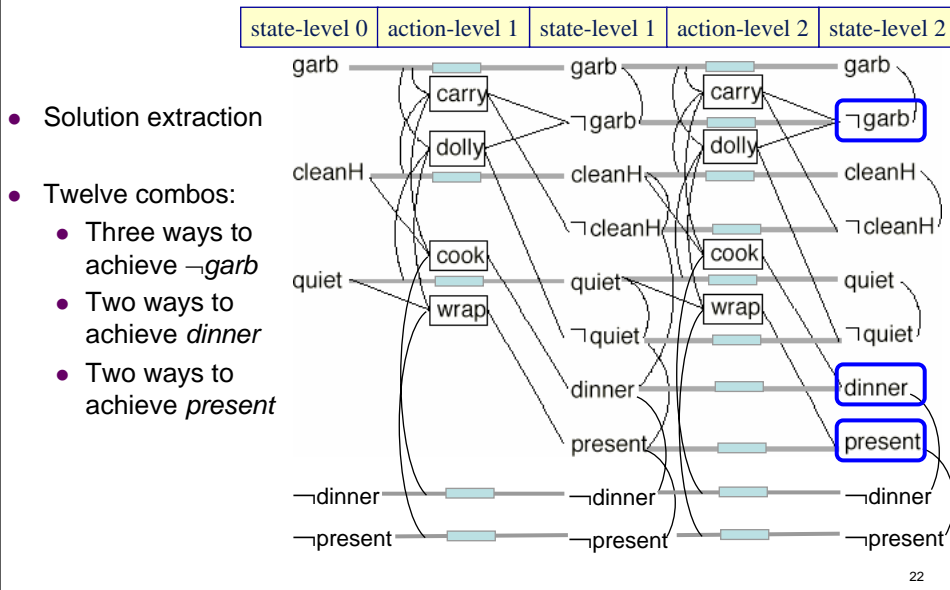 state-level 0 action-level 1 state-level 1 action-level 2 state-level 2
● Solution extraction
● Twelve combos:
● Three ways to
achieve ¬garb
● Two ways to
achieve dinner
● Two ways to
achieve present
garb garb garb
carry carry
¬garb ¬garb
dolly dolly
cleanH cleanH cleanH
¬cleanH ¬cleanH
cook cook
quiet quiet quiet
wrap wrap
¬quiet ¬quiet
dinner dinner
present present
¬dinner ¬dinner ¬dinner
¬present ¬present ¬present
22